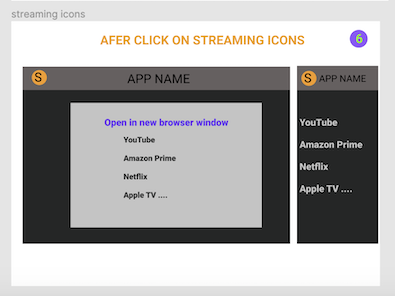 streaming icons
AFER CLICK ON STREAMING ICONS
6
S
APP NAME
Open in new browser window
YouTube
Amazon Prime
Netflix
Apple TV ....
S
APP NAME
YouTube
Amazon Prime
Netflix
Apple TV ....